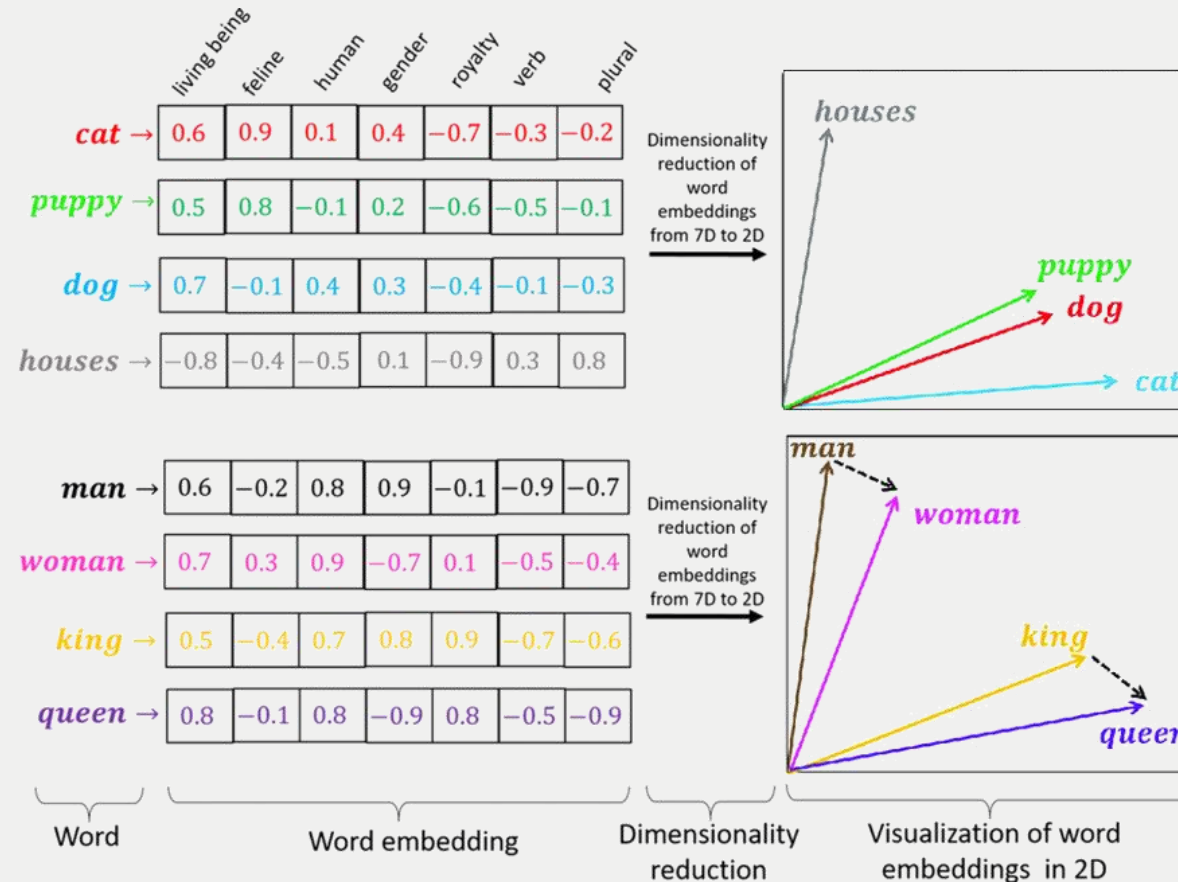 living being feline human gender royalty verb plural
cat → 0.6 0.9 0.1 0.4 −0.7 −0.3 −0.2
puppy → 0.5 0.8 −0.1 0.2 −0.6 −0.5 −0.1
dog → 0.7 −0.1 0.4 0.3 −0.4 −0.1 −0.3
houses → −0.8 −0.4 −0.5 0.1 −0.9 0.3 0.8
Dimensionality
reduction of
word
embeddings
from 7D to 2D
houses
puppy
dog
cat
man → 0.6 −0.2 0.8 0.9 −0.1 −0.9 −0.7
woman → 0.7 0.3 0.9 −0.7 0.1 −0.5 −0.4
king → 0.5 −0.4 0.7 0.8 0.9 −0.7 −0.6
queen → 0.8 −0.1 0.8 −0.9 0.8 −0.5 −0.9
Dimensionality
reduction of
word
embeddings
from 7D to 2D
man
woman
king
queen
Word
Word embedding
Dimensionality
reduction
Visualization of word
embeddings in 2D